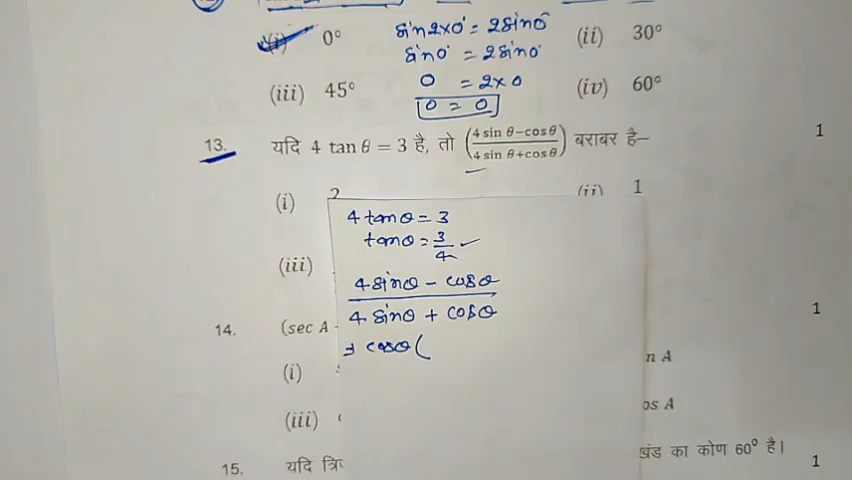 (i) 0° sin2×0° = 2sin0° (ii) 30°
sin0° = 2sin0°
(iii) 45° 0 = 2×0 (iv) 60°
0 = 0
13. यदि 4 tan θ = 3 है, तो (4 sin θ−cos θ / 4 sin θ+cos θ) बराबर है– 1
(i) (ii) 1
4tanθ = 3
tanθ = 3/4
(iii)
4sinθ − cosθ / 4sinθ + cosθ
14. (sec A 1
= cosθ(
(i) n A
(iii) os A
15. यदि खंड का कोण 60° है। 1